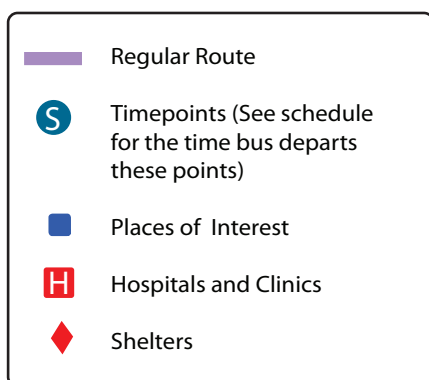 Regular Route
S
Timepoints (See schedule
for the time bus departs
these points)
Places of Interest
H
Hospitals and Clinics
Shelters